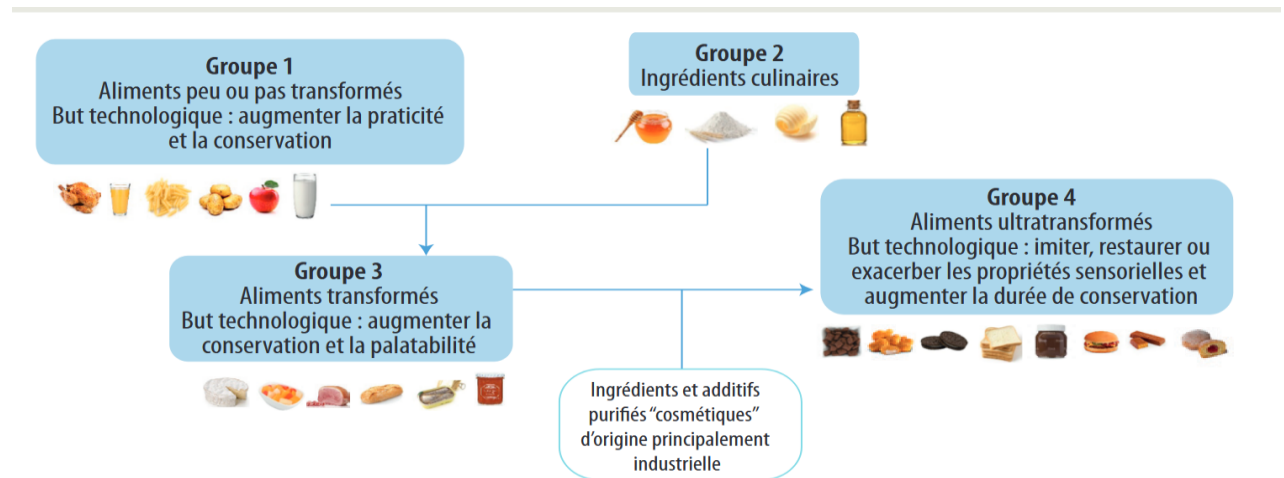 Groupe 1
Aliments peu ou pas transformés
But technologique : augmenter la praticité
et la conservation
Groupe 2
Ingrédients culinaires
Groupe 3
Aliments transformés
But technologique : augmenter la
conservation et la palatabilité
Groupe 4
Aliments ultratransformés
But technologique : imiter, restaurer ou
exacerber les propriétés sensorielles et
augmenter la durée de conservation
Ingrédients et additifs
purifiés “cosmétiques”
d’origine principalement
industrielle